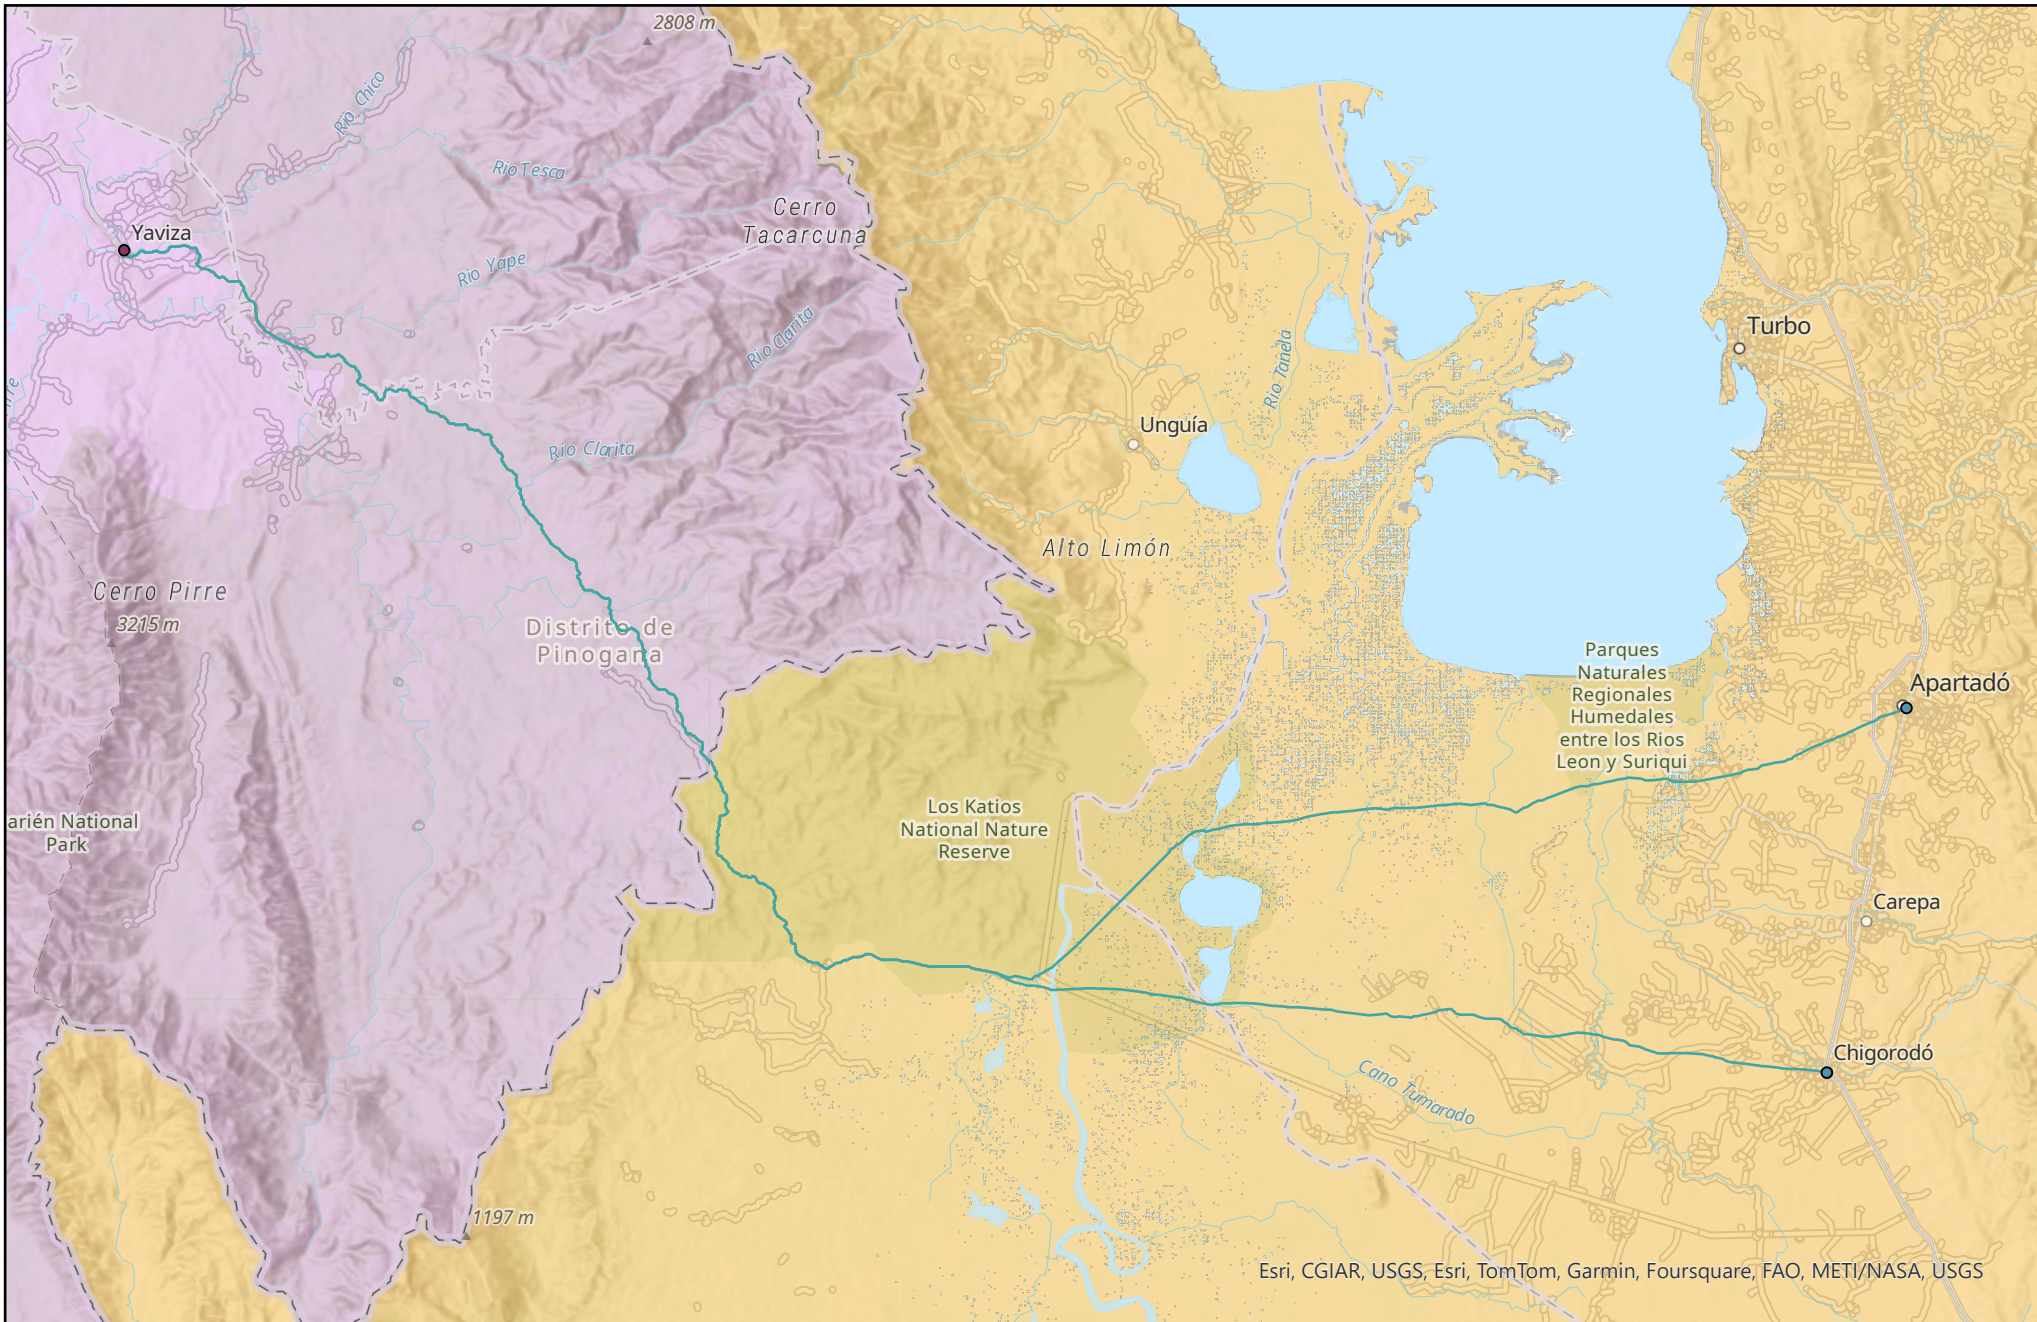 2808 m
Rio Chico
Rio Tesca
Cerro
Tacarcuna
Yaviza
Rio Yape
Rio Clarita
Rio Tanela
Turbo
Unguía
Rio Clarita
Alto Limón
Cerro Pirre
3215 m
Distrito de
Pinogana
Parques
Naturales
Regionales
Humedales
entre los Rios
Leon y Suriqui
Apartadó
arién National
Park
Los Katios
National Nature
Reserve
Carepa
Chigorodó
Cano Tumarado
1197 m
Esri, CGIAR, USGS, Esri, TomTom, Garmin, Foursquare, FAO, METI/NASA, USGS